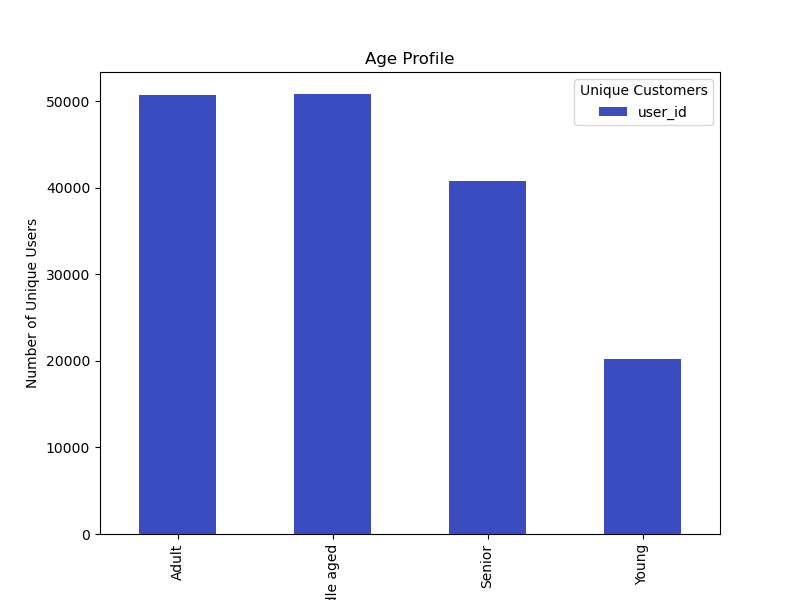 Age Profile
Unique Customers
user_id
Number of Unique Users
50000
40000
30000
20000
10000
0
Adult
dle aged
Senior
Young